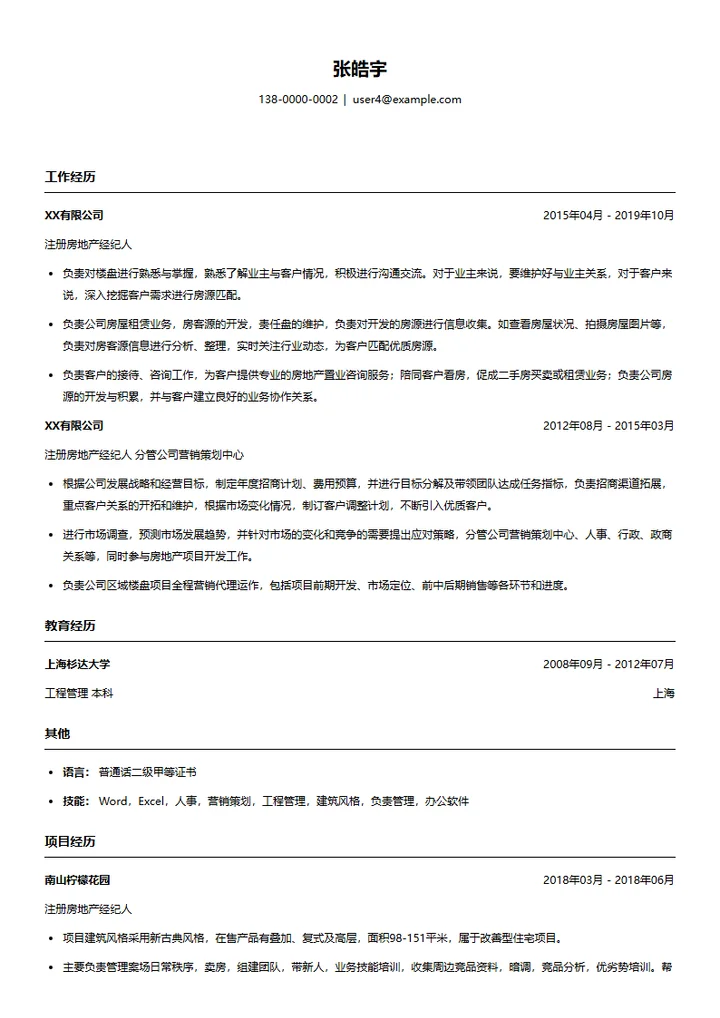 张皓宇
138-0000-0002 | user4@example.com
工作经历
XX有限公司 2015年04月 - 2019年10月
注册房地产经纪人
• 负责对楼盘进行熟悉与掌握，熟悉了解业主与客户情况，积极进行沟通交流。对于业主来说，要维护好与业主关系，对于客户来
说，深入挖掘客户需求进行房源匹配。
• 负责公司房屋租赁业务，房客源的开发，责任盘的维护，负责对开发的房源进行信息收集。如查看房屋状况、拍摄房屋图片等，
负责对房客源信息进行分析、整理，实时关注行业动态，为客户匹配优质房源。
• 负责客户的接待、咨询工作，为客户提供专业的房地产置业咨询服务；陪同客户看房，促成二手房买卖或租赁业务；负责公司房
源的开发与积累，并与客户建立良好的业务协作关系。
XX有限公司 2012年08月 - 2015年03月
注册房地产经纪人 分管公司营销策划中心
• 根据公司发展战略和经营目标，制定年度招商计划、费用预算，并进行目标分解及带领团队达成任务指标，负责招商渠道拓展，
重点客户关系的开拓和维护，根据市场变化情况，制订客户调整计划，不断引入优质客户。
• 进行市场调查，预测市场发展趋势，并针对市场的变化和竞争的需要提出应对策略，分管公司营销策划中心、人事、行政、政商
关系等，同时参与房地产项目开发工作。
• 负责公司区域楼盘项目全程营销代理运作，包括项目前期开发、市场定位、前中后期销售等各环节和进度。
教育经历
上海杉达大学 2008年09月 - 2012年07月
工程管理 本科 上海
其他
• 语言： 普通话二级甲等证书
• 技能： Word，Excel，人事，营销策划，工程管理，建筑风格，负责管理，办公软件
项目经历
南山柠檬花园 2018年03月 - 2018年06月
注册房地产经纪人
• 项目建筑风格采用新古典风格，在售产品有叠加、复式及高层，面积98-151平米，属于改善型住宅项目。
• 主要负责管理案场日常秩序，卖房，组建团队，带新人，业务技能培训，收集周边竞品资料，暗调，竞品分析，优劣势培训。帮